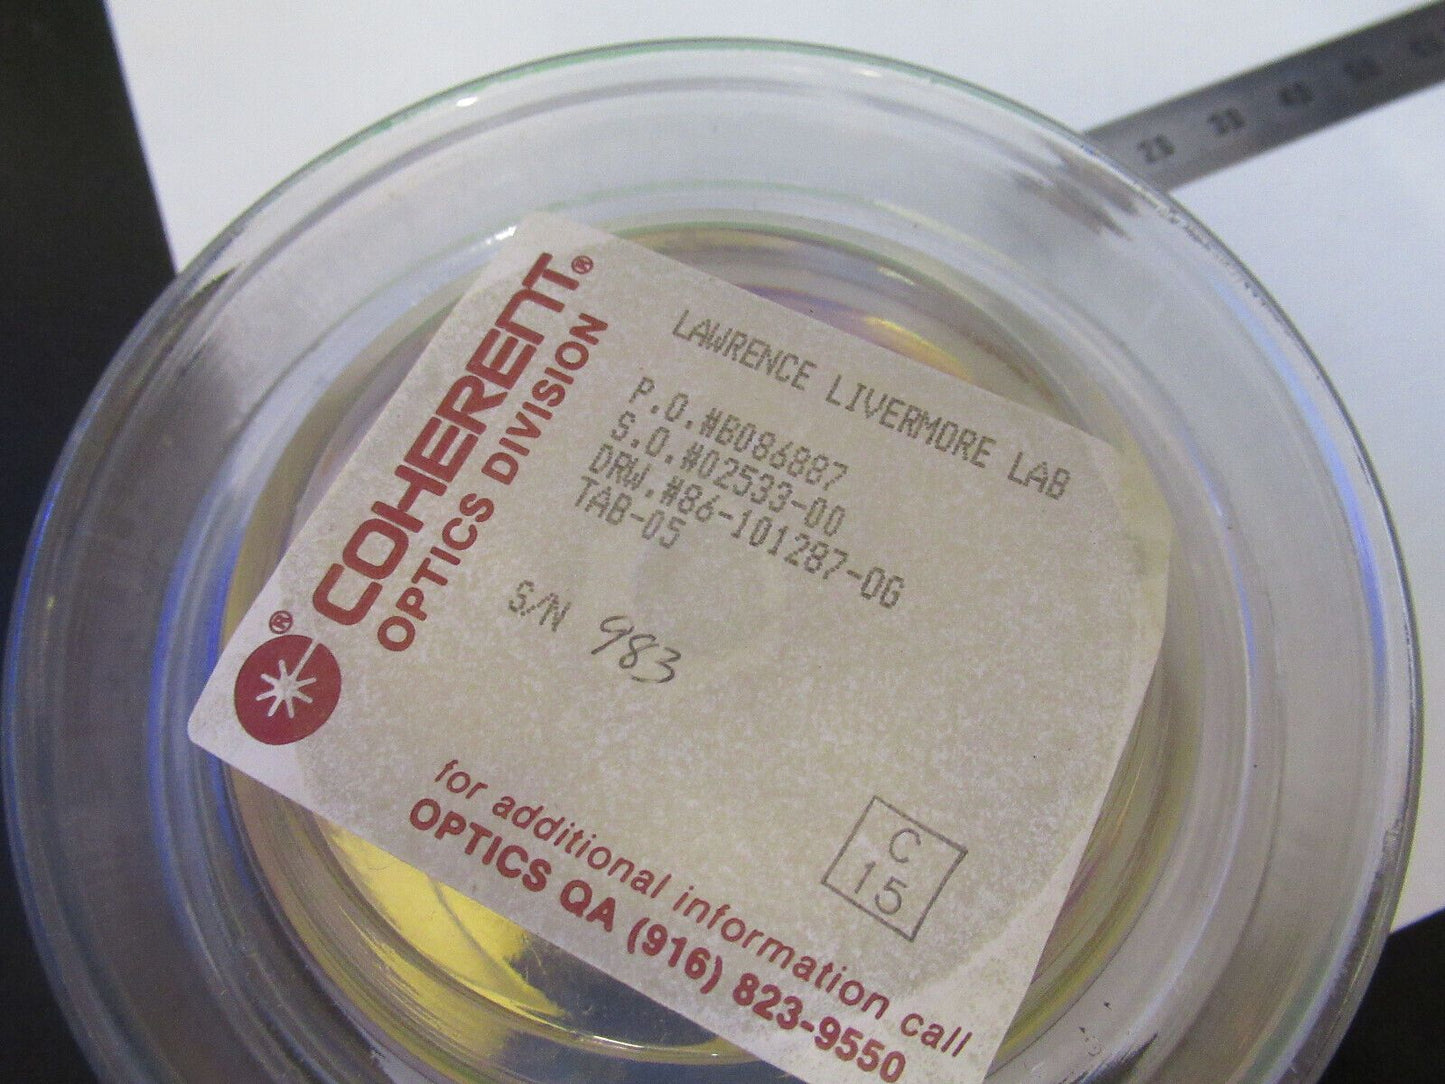 COHERENT®
OPTICS DIVISION
®
LAWRENCE LIVERMORE LAB
P.O.#B086887
S.O.#02533-00
DRW.#86-101287-0G
TAB-05
S/N 983
C
15
for additional information call
OPTICS QA (916) 823-9550